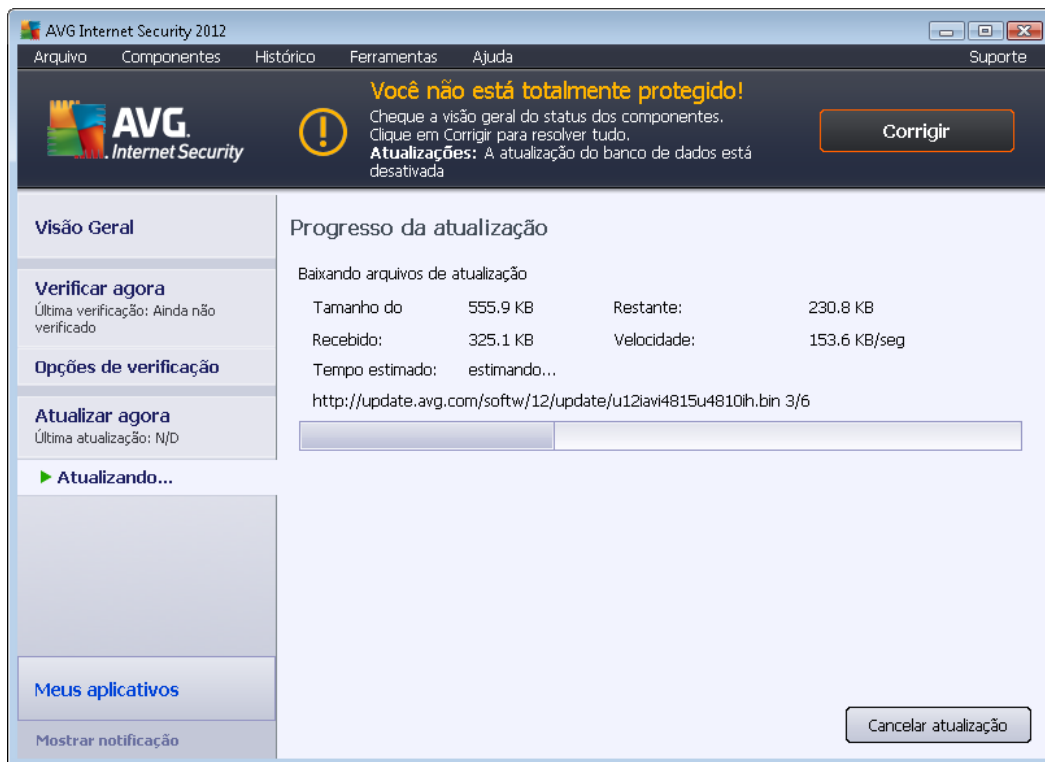 AVG Internet Security 2012
Arquivo Componentes Histórico Ferramentas Ajuda Suporte
AVG.
Internet Security
Você não está totalmente protegido!
Cheque a visão geral do status dos componentes.
Clique em Corrigir para resolver tudo.
Atualizações: A atualização do banco de dados está
desativada
Corrigir
Visão Geral
Verificar agora
Última verificação: Ainda não
verificado
Opções de verificação
Atualizar agora
Última atualização: N/D
Atualizando...
Meus aplicativos
Mostrar notificação
Progresso da atualização
Baixando arquivos de atualização
Tamanho do 555.9 KB Restante: 230.8 KB
Recebido: 325.1 KB Velocidade: 153.6 KB/seg
Tempo estimado: estimando...
http://update.avg.com/softw/12/update/u12iavi4815u4810ih.bin 3/6
Cancelar atualização